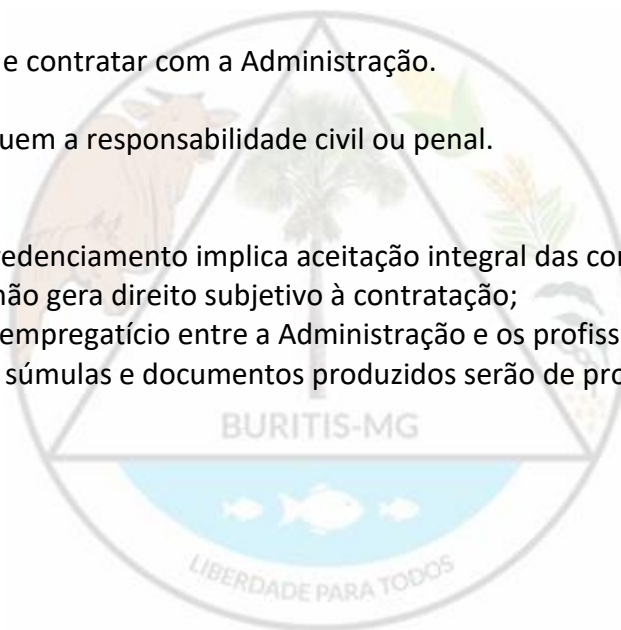 e contratar com a Administração.
uem a responsabilidade civil ou penal.
redenciamento implica aceitação integral das co
não gera direito subjetivo à contratação;
empregatício entre a Administração e os profiss
súmulas e documentos produzidos serão de pro
BURITIS-MG
LIBERDADE PARA TODOS